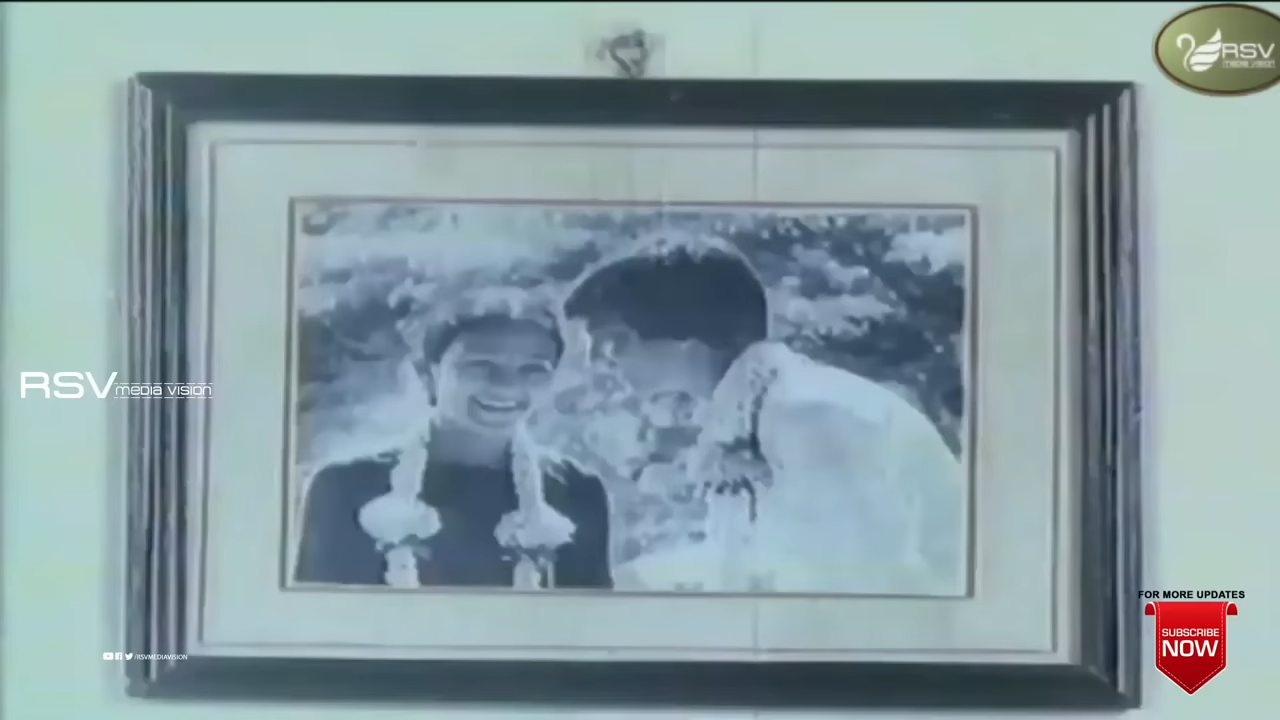 RSV
media vision
RSV media vision
FOR MORE UPDATES
SUBSCRIBE
NOW
/RSVMEDIAVISION